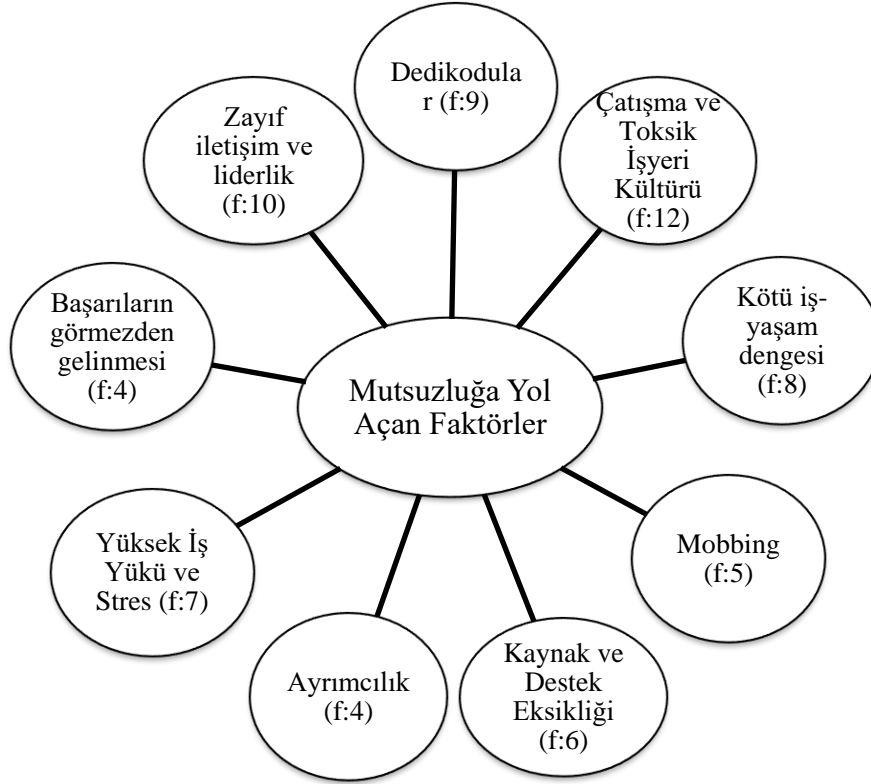 Dedikodula
r (f:9)
Çatışma ve
Toksik
İşyeri
Kültürü
(f:12)
Kötü iş-
yaşam
dengesi
(f:8)
Mobbing
(f:5)
Kaynak ve
Destek
Eksikliği
(f:6)
Ayrımcılık
(f:4)
Yüksek İş
Yükü ve
Stres (f:7)
Başarıların
görmezden
gelinmesi
(f:4)
Zayıf
iletişim ve
liderlik
(f:10)
Mutsuzluğa Yol
Açan Faktörler